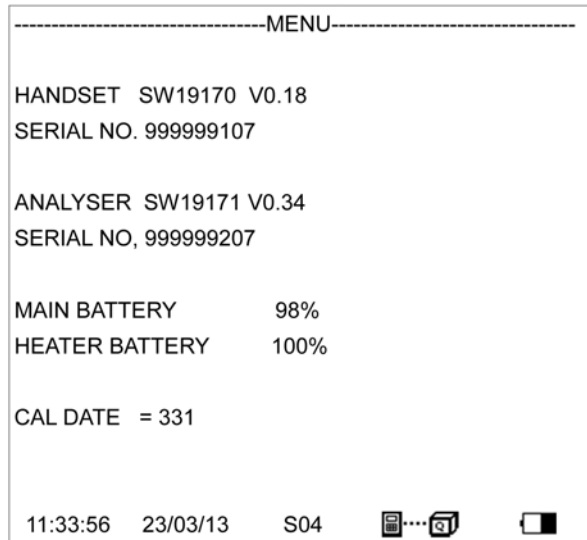 --------------------------------MENU-------------------------------
HANDSET SW19170 V0.18
SERIAL NO. 999999107
ANALYSER SW19171 V0.34
SERIAL NO, 999999207
MAIN BATTERY 98%
HEATER BATTERY 100%
CAL DATE = 331
11:33:56 23/03/13 S04 Q